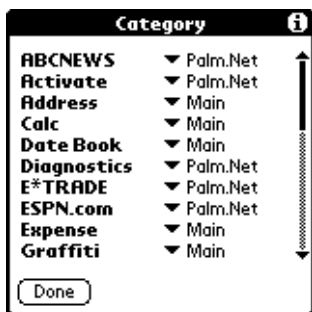 Category
ABCNEWS Palm.Net
Activate Palm.Net
Address Main
Calc Main
Date Book Main
Diagnostics Palm.Net
E*TRADE Palm.Net
ESPN.com Palm.Net
Expense Main
Graffiti Main
Done